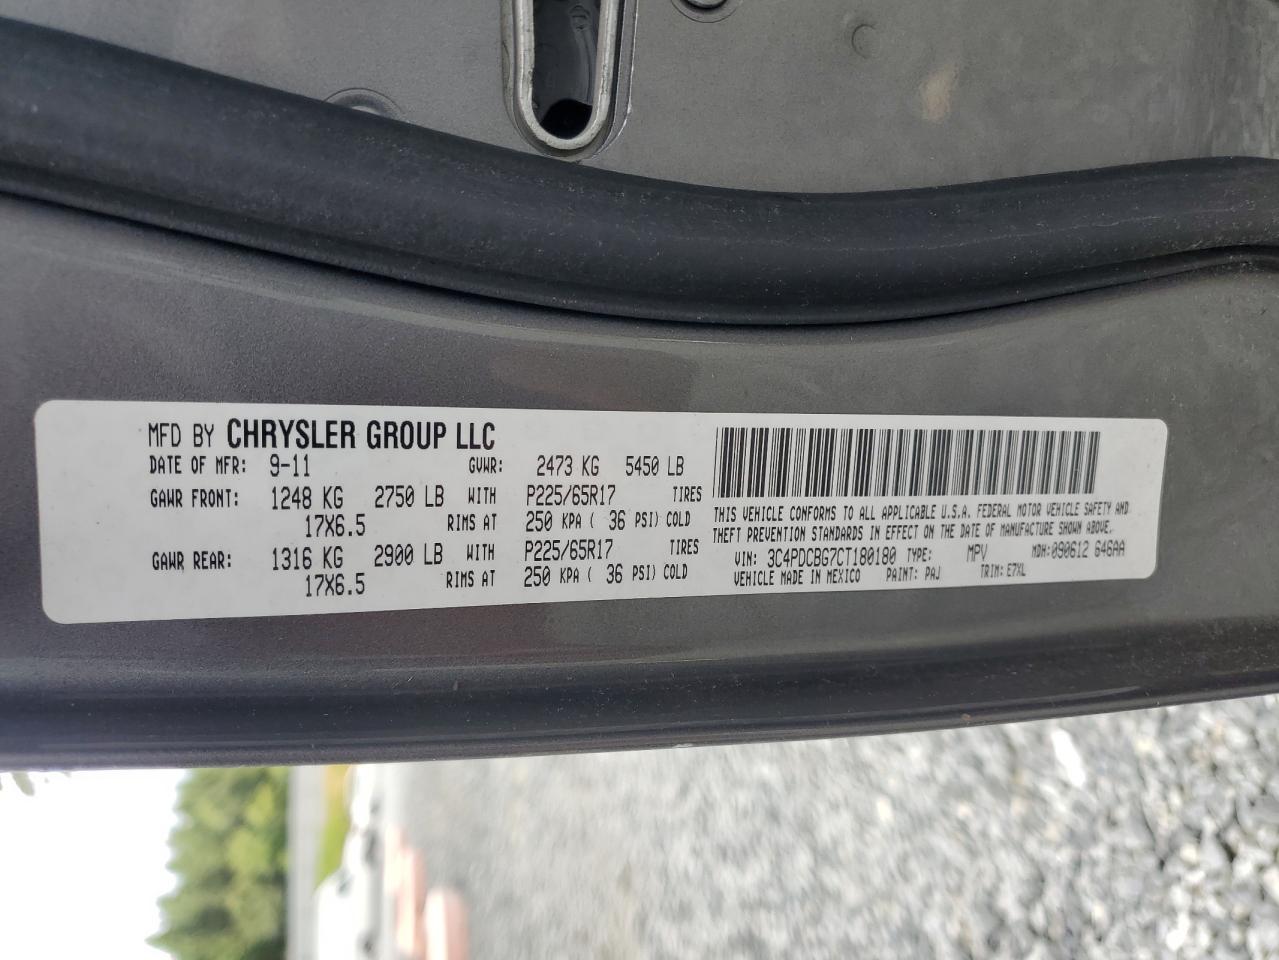 MFD BY CHRYSLER GROUP LLC
DATE OF MFR: 9-11 GVWR: 2473 KG 5450 LB
GAWR FRONT: 1248 KG 2750 LB WITH P225/65R17 TIRES
17X6.5 RIMS AT 250 KPA ( 36 PSI) COLD
GAWR REAR: 1316 KG 2900 LB WITH P225/65R17 TIRES
17X6.5 RIMS AT 250 KPA ( 36 PSI) COLD
THIS VEHICLE CONFORMS TO ALL APPLICABLE U.S.A. FEDERAL MOTOR VEHICLE SAFETY AND
THEFT PREVENTION STANDARDS IN EFFECT ON THE DATE OF MANUFACTURE SHOWN ABOVE.
VIN: 3C4PDCBG7CT180180 TYPE: MPV MDH: 090612 646AA
VEHICLE MADE IN MEXICO PAINT: PAJ TRIM: E7XL